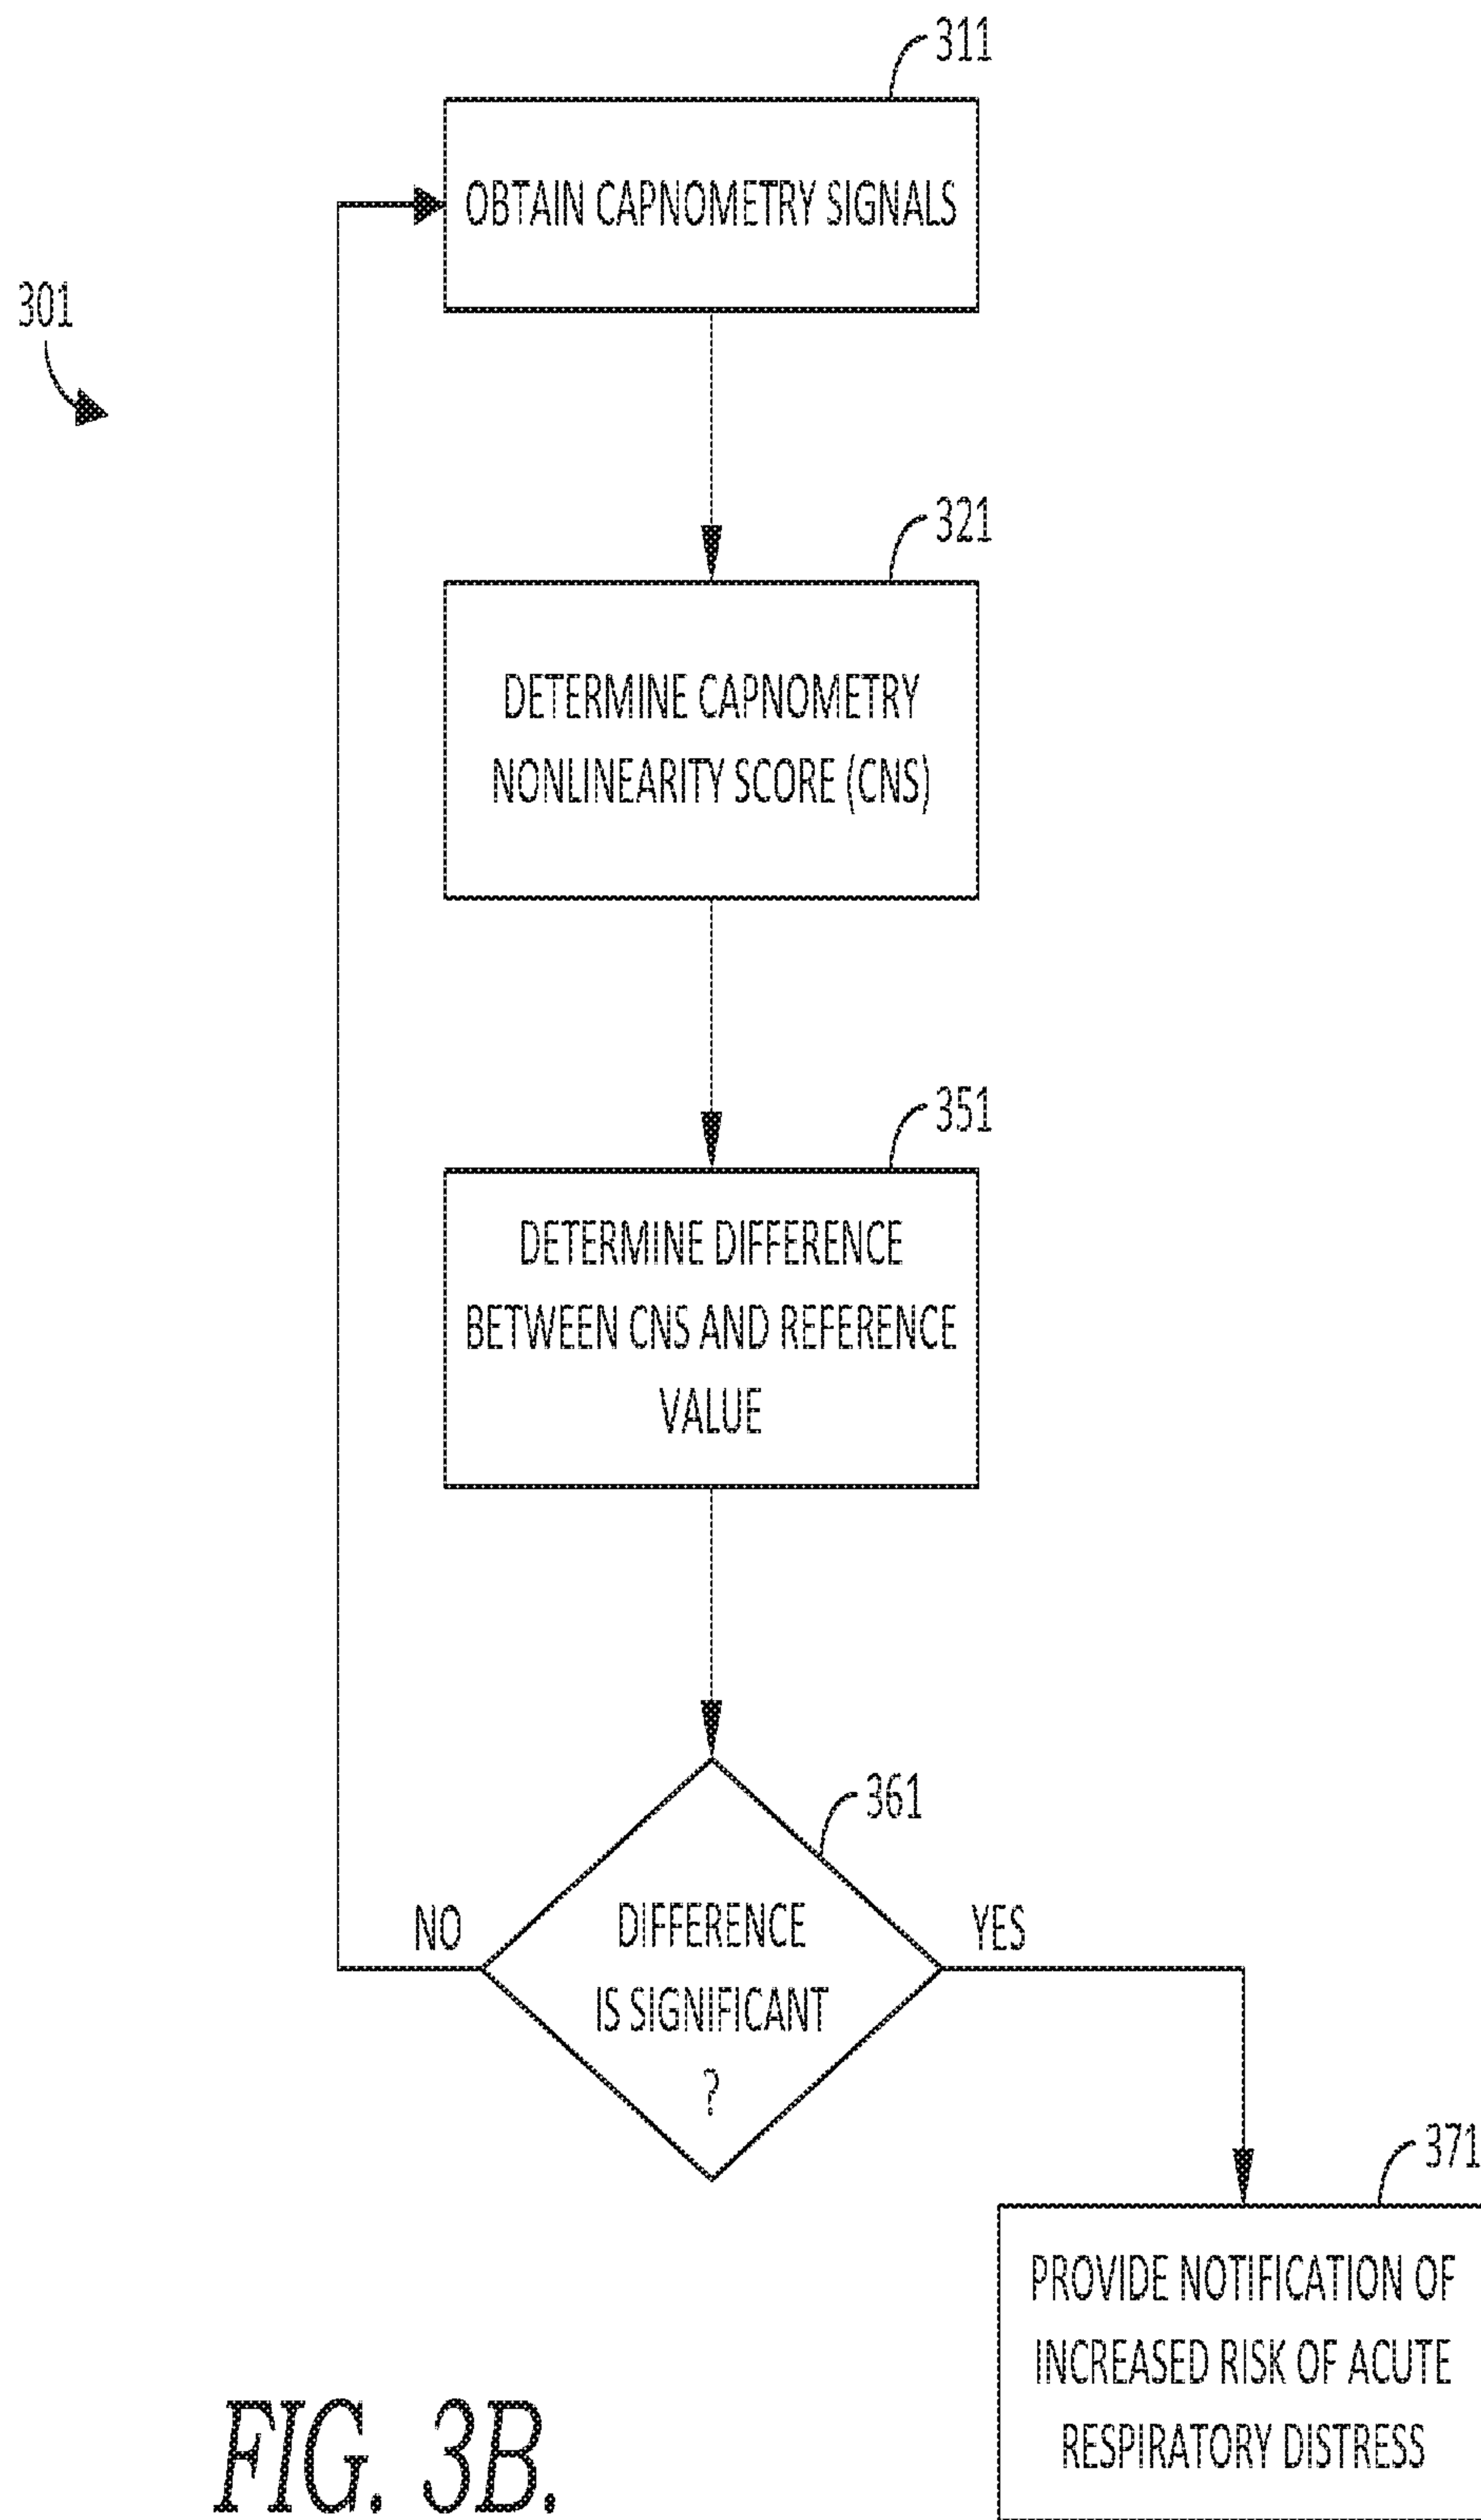 311
OBTAIN CAPNOMETRY SIGNALS
301
321
DETERMINE CAPNOMETRY
NONLINEARITY SCORE (CNS)
351
DETERMINE DIFFERENCE
BETWEEN CNS AND REFERENCE
VALUE
361
NO
DIFFERENCE
IS SIGNIFICANT
?
YES
371
PROVIDE NOTIFICATION OF
INCREASED RISK OF ACUTE
RESPIRATORY DISTRESS
FIG. 3B.